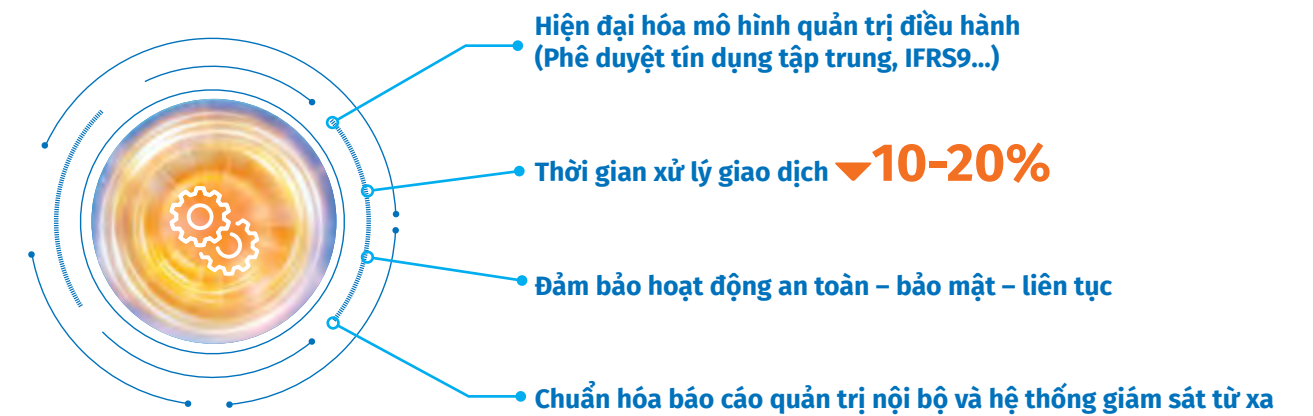 Hiện đại hóa mô hình quản trị điều hành
(Phê duyệt tín dụng tập trung, IFRS9...)
Thời gian xử lý giao dịch 10-20%
Đảm bảo hoạt động an toàn – bảo mật – liên tục
Chuẩn hóa báo cáo quản trị nội bộ và hệ thống giám sát từ xa